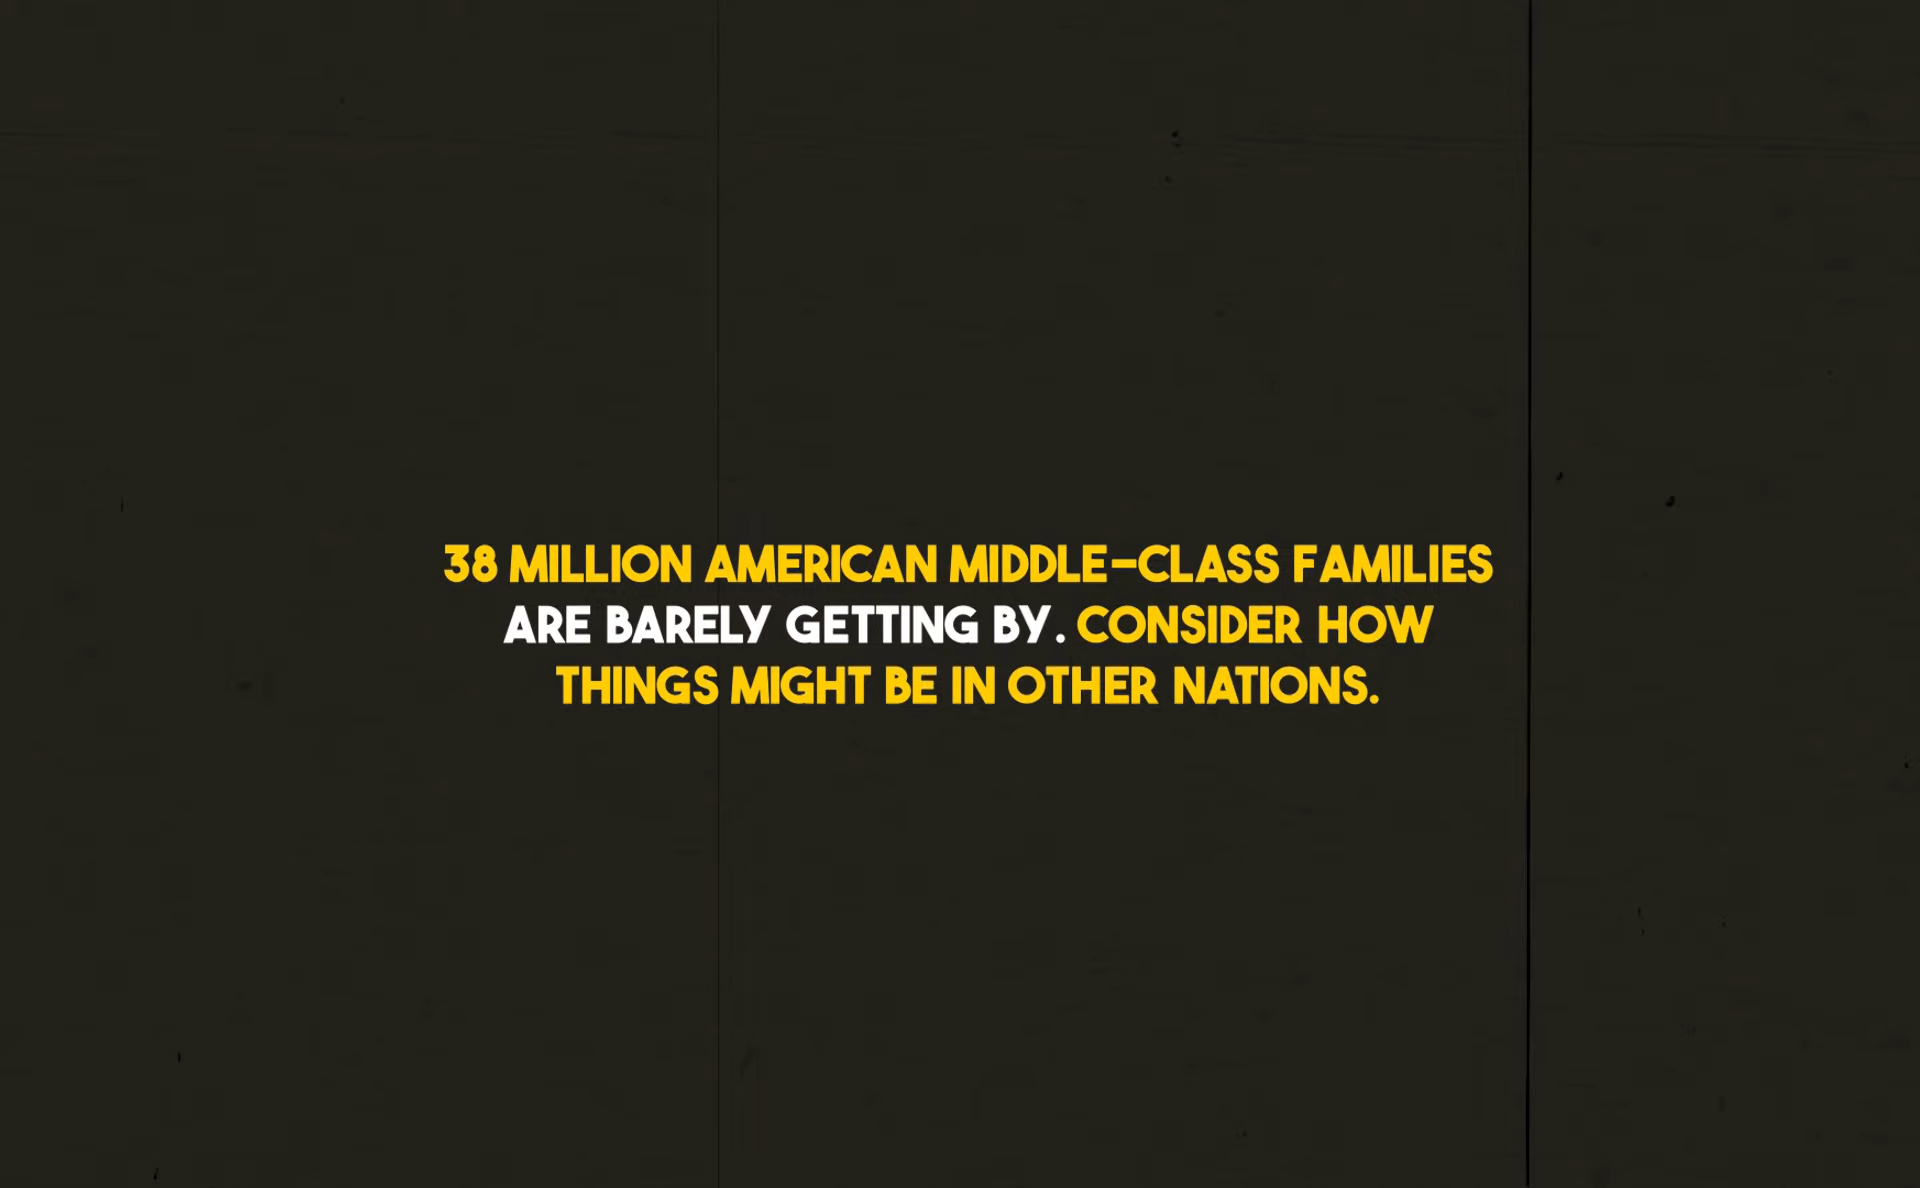 38 MILLION AMERICAN MIDDLE-CLASS FAMILIES
ARE BARELY GETTING BY. CONSIDER HOW
THINGS MIGHT BE IN OTHER NATIONS.